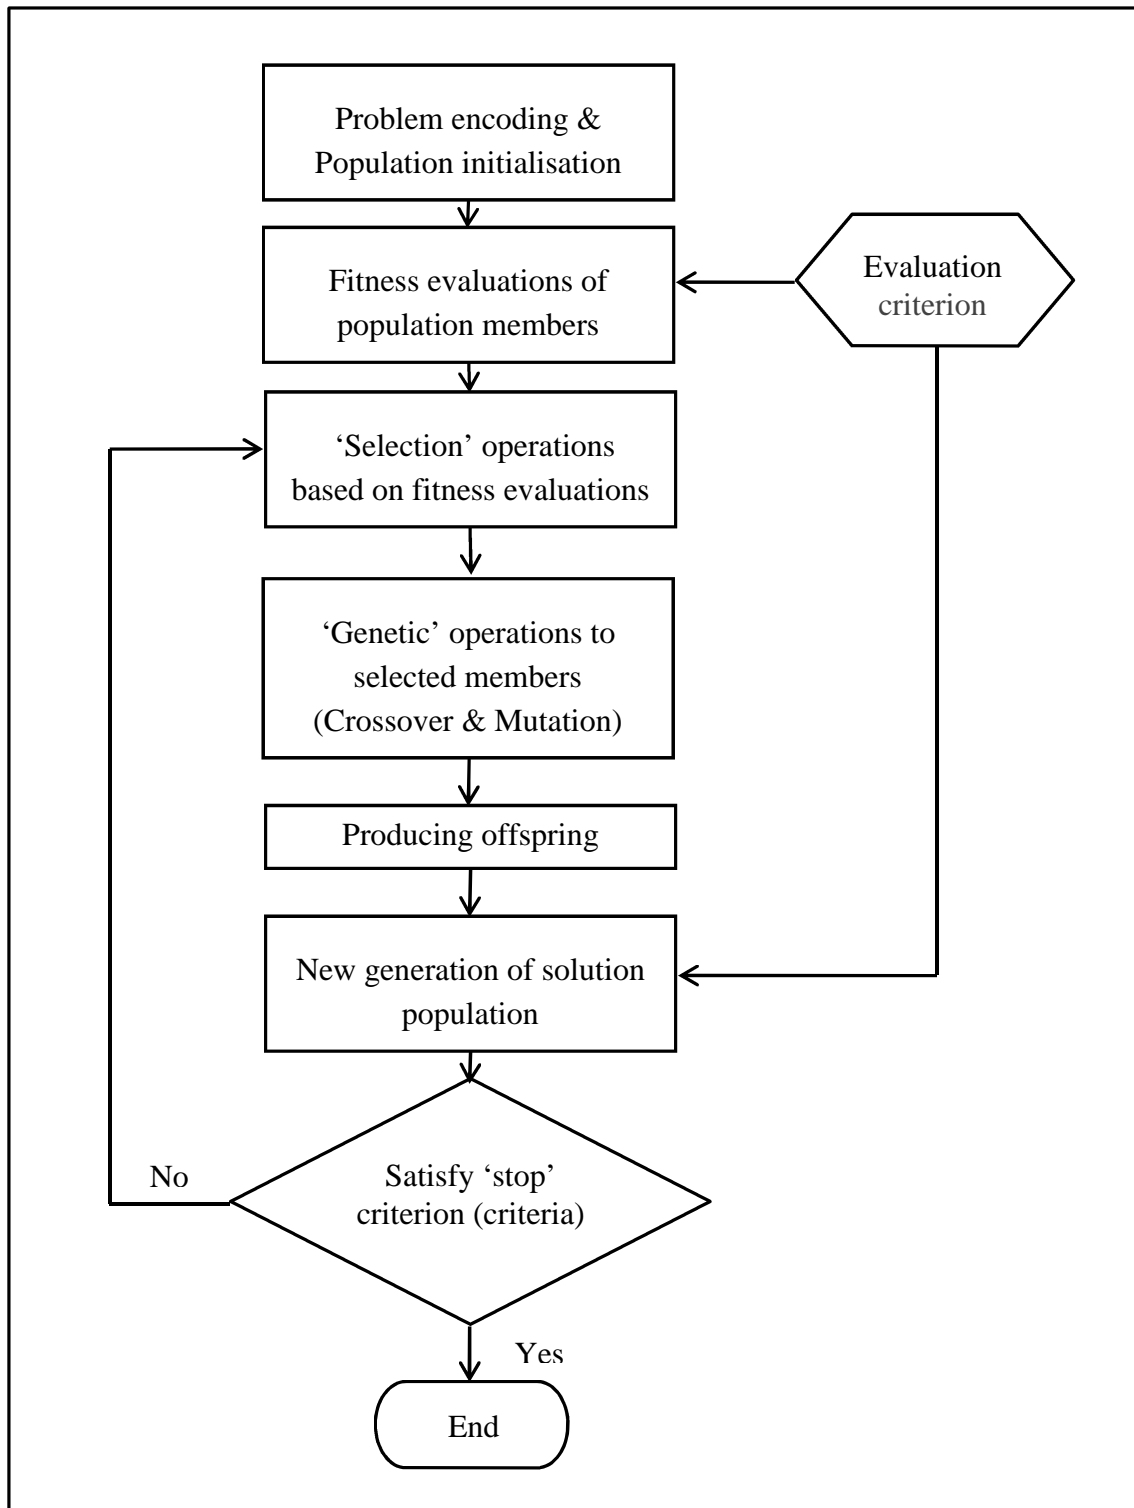 Problem encoding &
Population initialisation
Fitness evaluations of
population members
Evaluation
criterion
‘Selection’ operations
based on fitness evaluations
‘Genetic’ operations to
selected members
(Crossover & Mutation)
Producing offspring
New generation of solution
population
No
Satisfy ‘stop’
criterion (criteria)
Yes
End